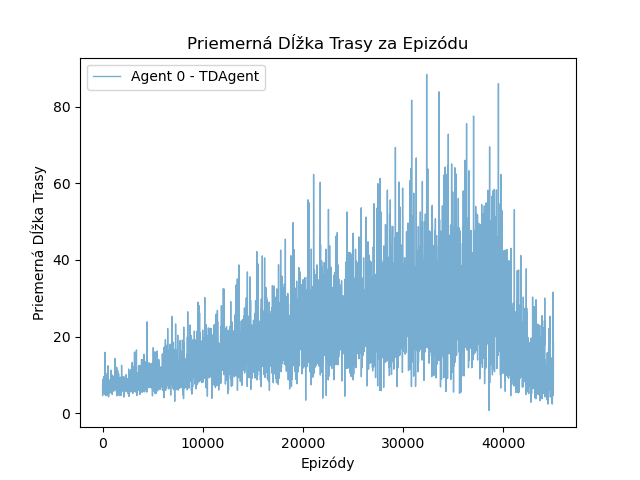 Priemerná Dĺžka Trasy za Epizódu
Agent 0 - TDAgent
Priemerná Dĺžka Trasy
80
60
40
20
0
0 10000 20000 30000 40000
Epizódy